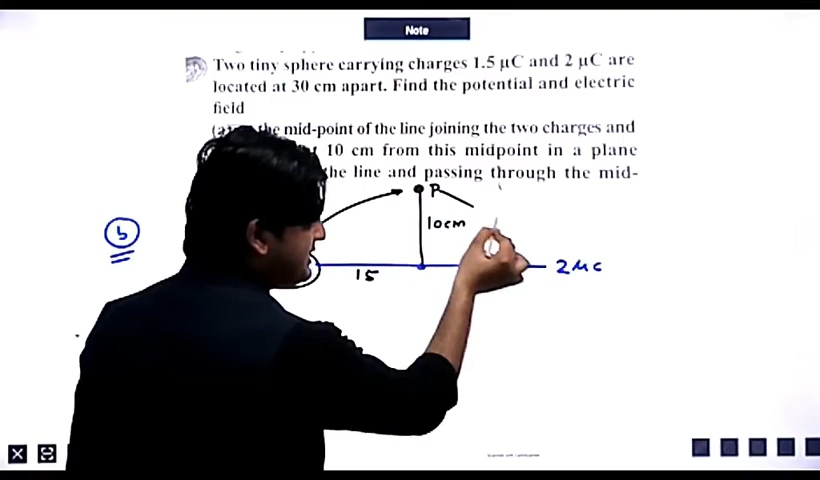 Note
Two tiny sphere carrying charges 1.5 µC and 2 µC are
located at 30 cm apart. Find the potential and electric
field
the mid-point of the line joining the two charges and
10 cm from this midpoint in a plane
the line and passing through the mid-
P
10cm
b
15
2μC